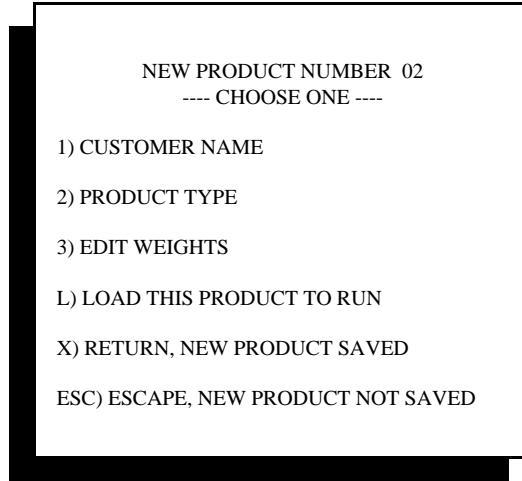 NEW PRODUCT NUMBER  02
---- CHOOSE ONE ----
1) CUSTOMER NAME
2) PRODUCT TYPE
3) EDIT WEIGHTS
L) LOAD THIS PRODUCT TO RUN
X) RETURN, NEW PRODUCT SAVED
ESC) ESCAPE, NEW PRODUCT NOT SAVED